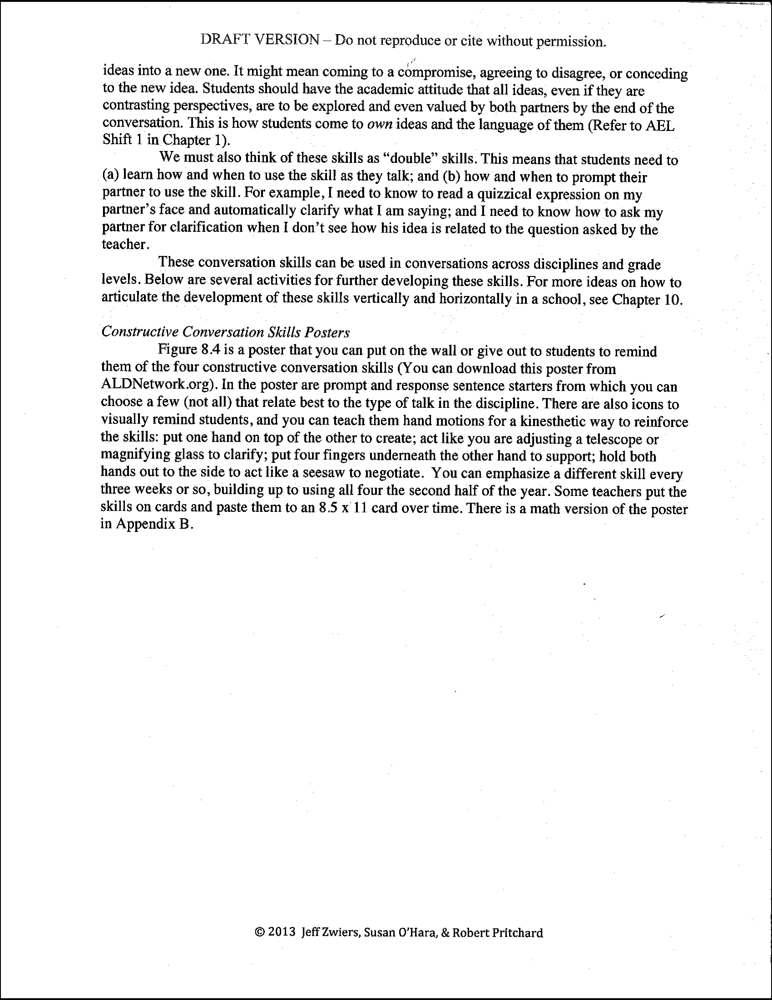 DRAFT VERSION – Do not reproduce or cite without permission.
ideas into a new one. It might mean coming to a compromise, agreeing to disagree, or conceding
to the new idea. Students should have the academic attitude that all ideas, even if they are
contrasting perspectives, are to be explored and even valued by both partners by the end of the
conversation. This is how students come to own ideas and the language of them (Refer to AEL
Shift 1 in Chapter 1).
We must also think of these skills as “double” skills. This means that students need to
(a) learn how and when to use the skill as they talk; and (b) how and when to prompt their
partner to use the skill. For example, I need to know to read a quizzical expression on my
partner’s face and automatically clarify what I am saying; and I need to know how to ask my
partner for clarification when I don’t see how his idea is related to the question asked by the
teacher.
These conversation skills can be used in conversations across disciplines and grade
levels. Below are several activities for further developing these skills. For more ideas on how to
articulate the development of these skills vertically and horizontally in a school, see Chapter 10.
Constructive Conversation Skills Posters
Figure 8.4 is a poster that you can put on the wall or give out to students to remind
them of the four constructive conversation skills (You can download this poster from
ALDNetwork.org). In the poster are prompt and response sentence starters from which you can
choose a few (not all) that relate best to the type of talk in the discipline. There are also icons to
visually remind students, and you can teach them hand motions for a kinesthetic way to reinforce
the skills: put one hand on top of the other to create; act like you are adjusting a telescope or
magnifying glass to clarify; put four fingers underneath the other hand to support; hold both
hands out to the side to act like a seesaw to negotiate.  You can emphasize a different skill every
three weeks or so, building up to using all four the second half of the year. Some teachers put the
skills on cards and paste them to an 8.5 x 11 card over time. There is a math version of the poster
in Appendix B.
© 2013 Jeff Zwiers, Susan O’Hara, & Robert Pritchard